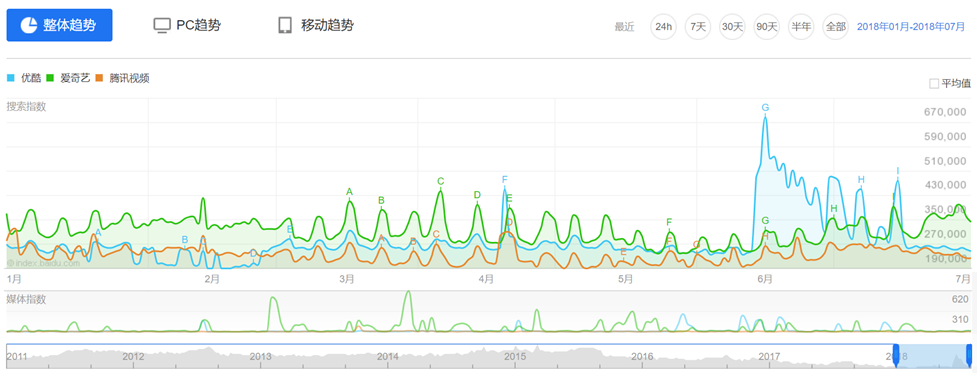 整体趋势 PC趋势 移动趋势 最近 24h 7天 30天 90天 半年 全部 2018年01月-2018年07月
优酷 爱奇艺 腾讯视频
平均值
搜索指数
670,000
590,000
510,000
430,000
350,000
270,000
190,000
G
F H I
A B C D E F G H
A B D E
A B C D E F G
index.baidu.com
1月 2月 3月 4月 5月 6月 7月
媒体指数
620
310
2011 2012 2013 2014 2015 2016 2017 2018